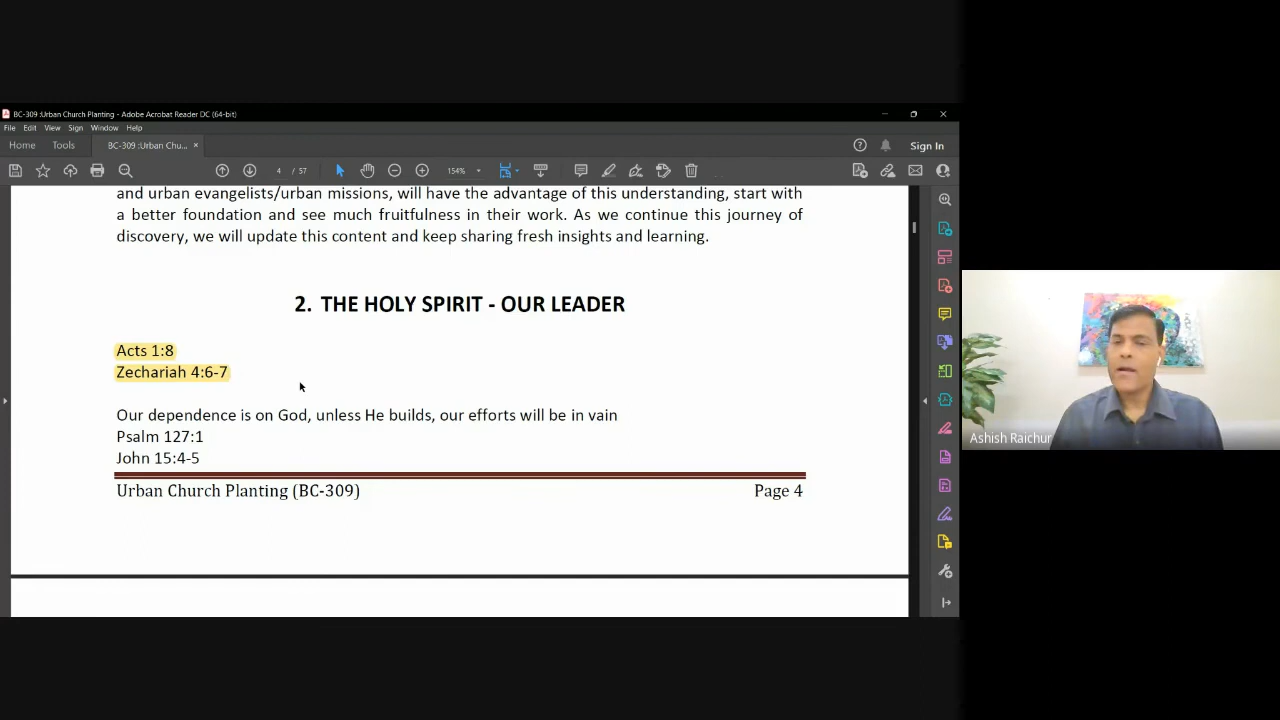 BC-309 :Urban Church Planting - Adobe Acrobat Reader DC (64-bit)
File Edit View Sign Window Help
Home Tools BC-309 :Urban Chu... × Sign In
4 / 57 154%
and urban evangelists/urban missions, will have the advantage of this understanding, start with
a better foundation and see much fruitfulness in their work. As we continue this journey of
discovery, we will update this content and keep sharing fresh insights and learning.
2. THE HOLY SPIRIT - OUR LEADER
Acts 1:8
Zechariah 4:6-7
Our dependence is on God, unless He builds, our efforts will be in vain
Psalm 127:1
John 15:4-5
Urban Church Planting (BC-309) Page 4
Ashish Raichur